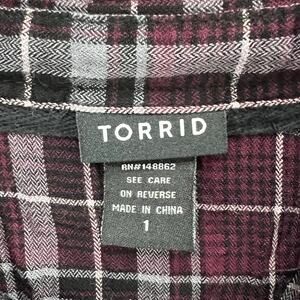 TORRID
RN#148862
SEE CARE
ON REVERSE
MADE IN CHINA
1